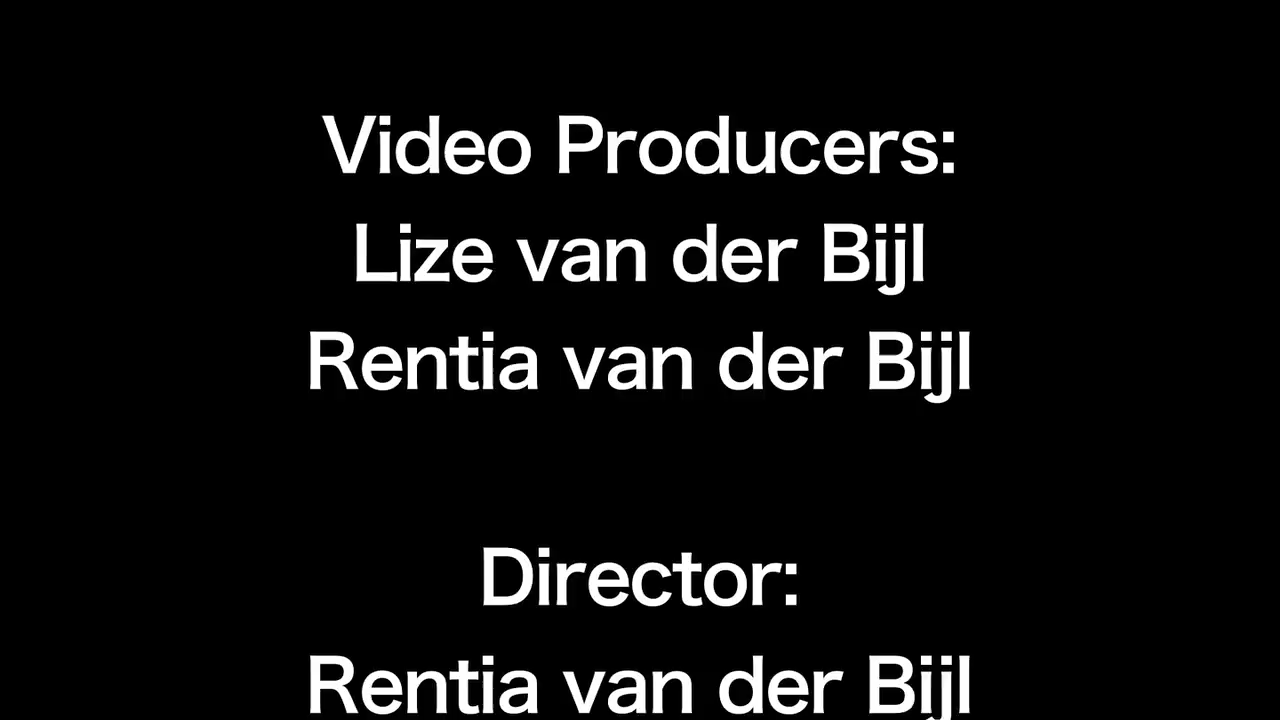 Video Producers:
Lize van der Bijl
Rentia van der Bijl
Director:
Rentia van der Bijl